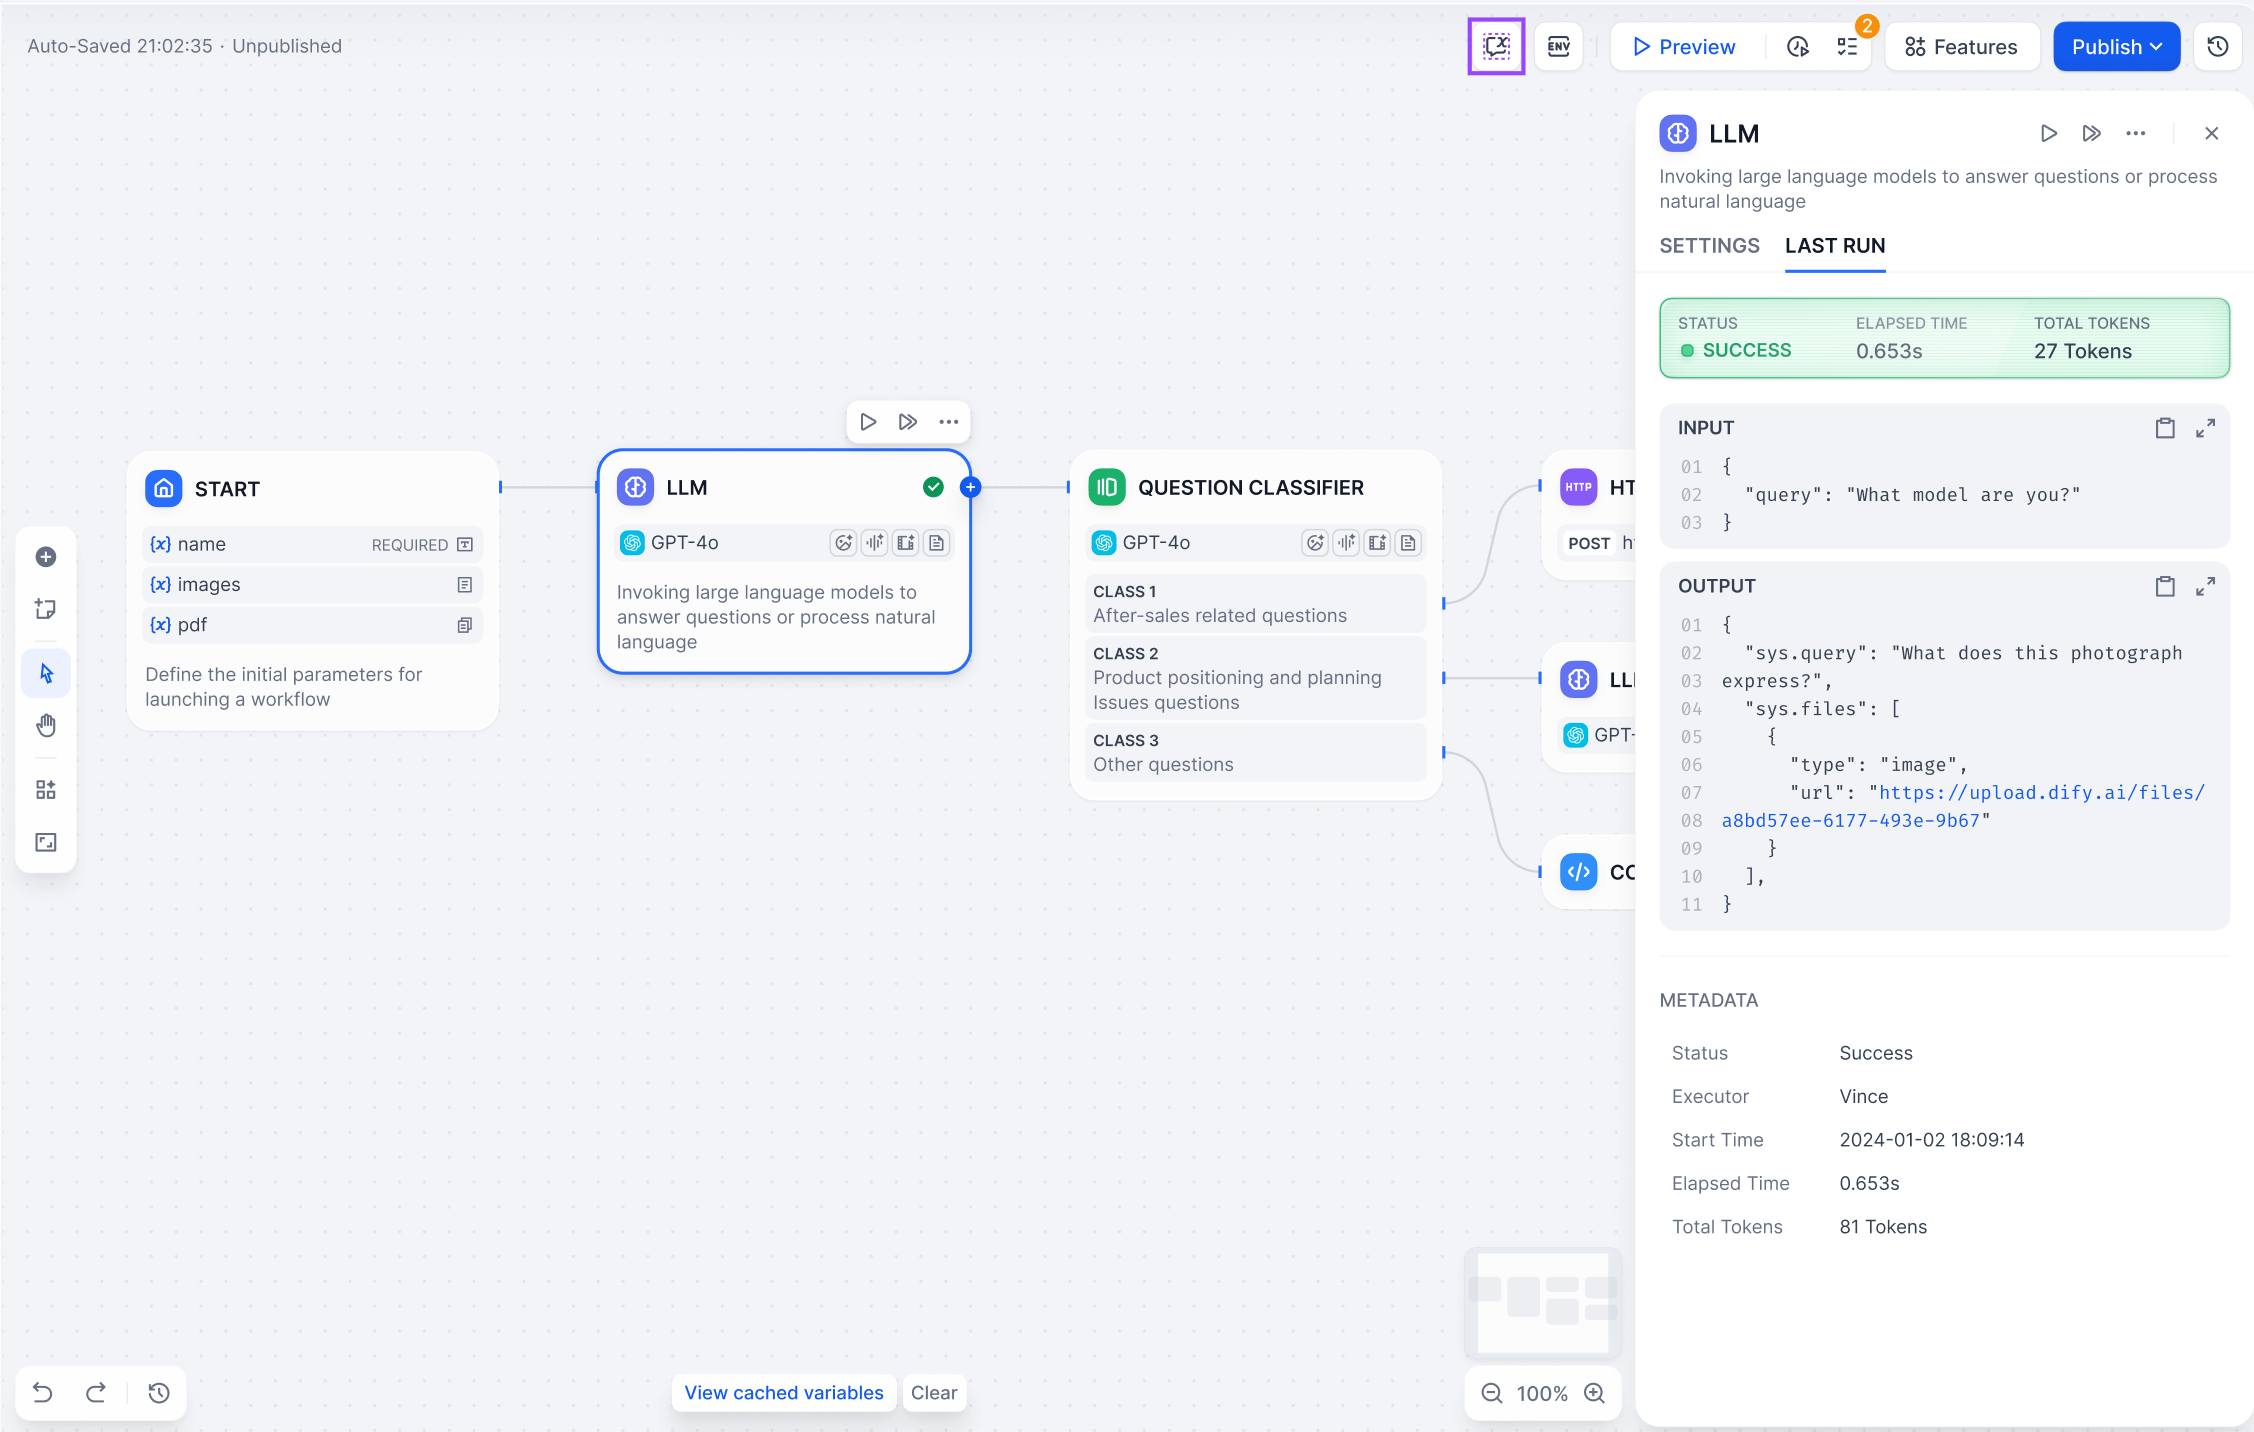 Auto-Saved 21:02:35 · Unpublished
ENV
Preview
2
Features
Publish
START
{x} name REQUIRED
{x} images
{x} pdf
Define the initial parameters for
launching a workflow
LLM
GPT-4o
Invoking large language models to
answer questions or process natural
language
QUESTION CLASSIFIER
GPT-4o
CLASS 1
After-sales related questions
CLASS 2
Product positioning and planning
Issues questions
CLASS 3
Other questions
HTTP
POST
GPT-
View cached variables
Clear
100%
LLM
Invoking large language models to answer questions or process
natural language
SETTINGS
LAST RUN
STATUS ELAPSED TIME TOTAL TOKENS
SUCCESS 0.653s 27 Tokens
INPUT
01 {
02 "query": "What model are you?"
03 }
OUTPUT
01 {
02 "sys.query": "What does this photograph
03 express?",
04 "sys.files": [
05 {
06 "type": "image",
07 "url": "https://upload.dify.ai/files/
08 a8bd57ee-6177-493e-9b67"
09 }
10 ],
11 }
METADATA
Status Success
Executor Vince
Start Time 2024-01-02 18:09:14
Elapsed Time 0.653s
Total Tokens 81 Tokens